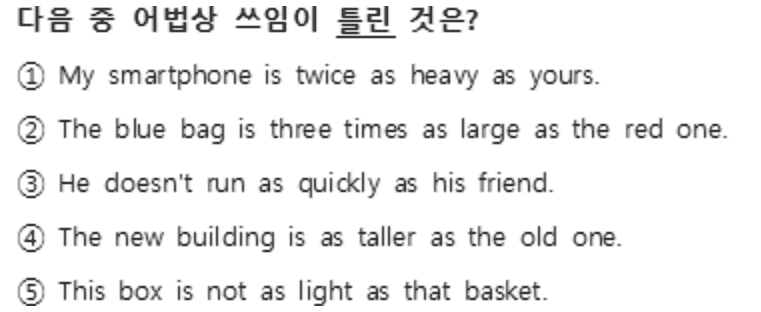 다음 중 어법상 쓰임이 틀린 것은?
① My smartphone is twice as heavy as yours.
② The blue bag is three times as large as the red one.
③ He doesn't run as quickly as his friend.
④ The new building is as taller as the old one.
⑤ This box is not as light as that basket.